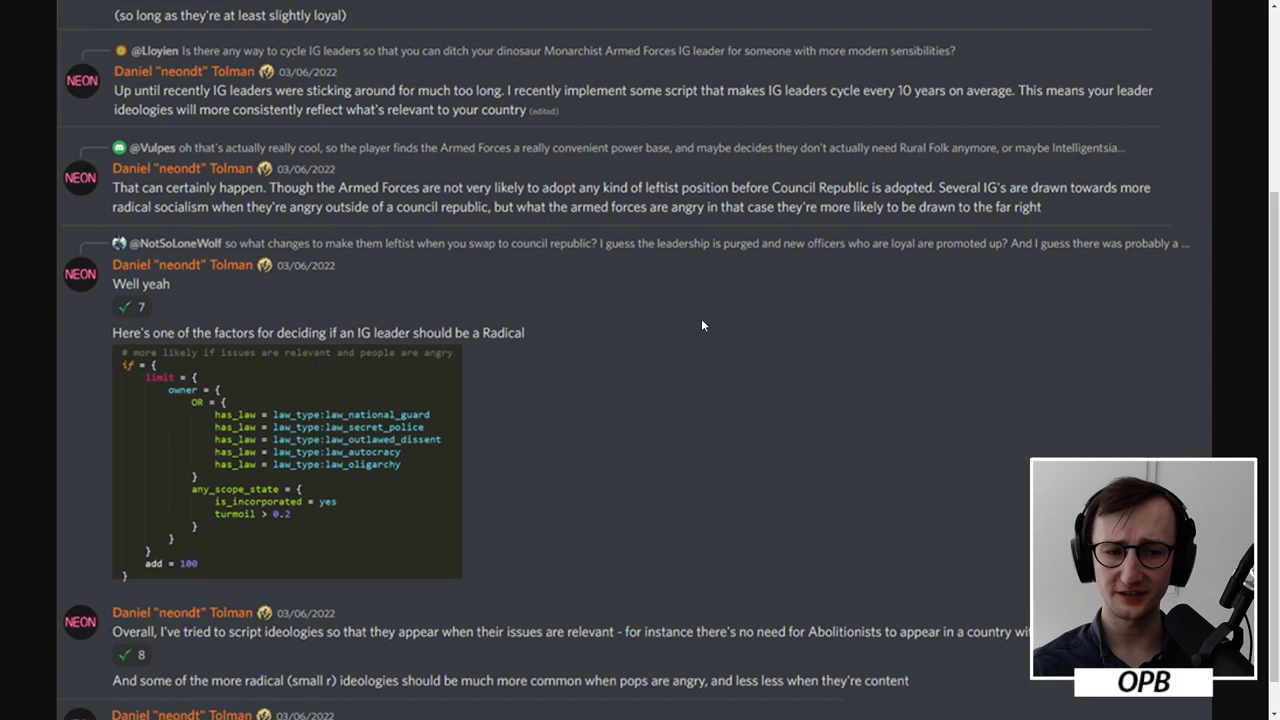 (so long as they're at least slightly loyal)
@Lloyien Is there any way to cycle IG leaders so that you can ditch your dinosaur Monarchist Armed Forces IG leader for someone with more modern sensibilities?
NEON
Daniel "neondt" Tolman 03/06/2022
Up until recently IG leaders were sticking around for much too long. I recently implement some script that makes IG leaders cycle every 10 years on average. This means your leader
ideologies will more consistently reflect what's relevant to your country (edited)
@Vulpes oh that's actually really cool, so the player finds the Armed Forces a really convenient power base, and maybe decides they don't actually need Rural Folk anymore, or maybe Intelligentsia...
NEON
Daniel "neondt" Tolman 03/06/2022
That can certainly happen. Though the Armed Forces are not very likely to adopt any kind of leftist position before Council Republic is adopted. Several IG's are drawn towards more
radical socialism when they're angry outside of a council republic, but what the armed forces are angry in that case they're more likely to be drawn to the far right
@NotSoLoneWolf so what changes to make them leftist when you swap to council republic? I guess the leadership is purged and new officers who are loyal are promoted up? And I guess there was probably a ...
NEON
Daniel "neondt" Tolman 03/06/2022
Well yeah
7
Here's one of the factors for deciding if an IG leader should be a Radical
# more likely if issues are relevant and people are angry
if = {
limit = {
owner = {
OR = {
has_law = law_type:law_national_guard
has_law = law_type:law_secret_police
has_law = law_type:law_outlawed_dissent
has_law = law_type:law_autocracy
has_law = law_type:law_oligarchy
}
any_scope_state = {
is_incorporated = yes
turmoil > 0.2
}
}
}
add = 100
}
NEON
Daniel "neondt" Tolman 03/06/2022
Overall, I've tried to script ideologies so that they appear when their issues are relevant - for instance there's no need for Abolitionists to appear in a country
8
And some of the more radical (small r) ideologies should be much more common when pops are angry, and less less when they're content
Daniel "neondt" Tolman 03/06/2022
OPB